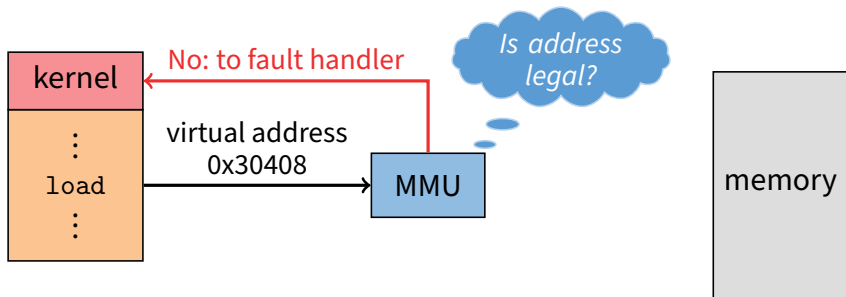 kernel
No: to fault handler
Is address
legal?
⋮
load
⋮
virtual address
0x30408
MMU
memory